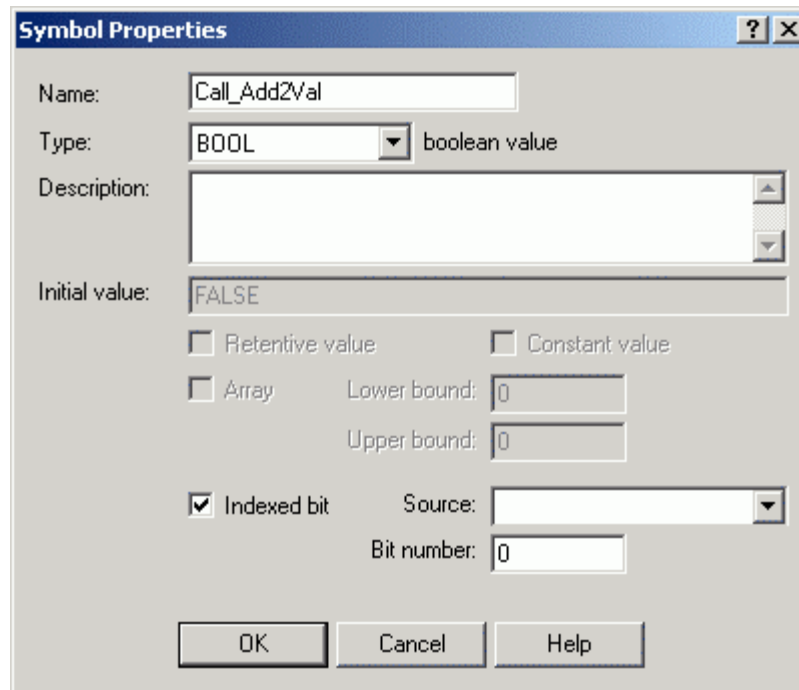 Symbol Properties
Name: Call_Add2Val
Type: BOOL boolean value
Description:
Initial value: FALSE
Retentive value Constant value
Array Lower bound: 0
Upper bound: 0
Indexed bit Source:
Bit number: 0
OK Cancel Help